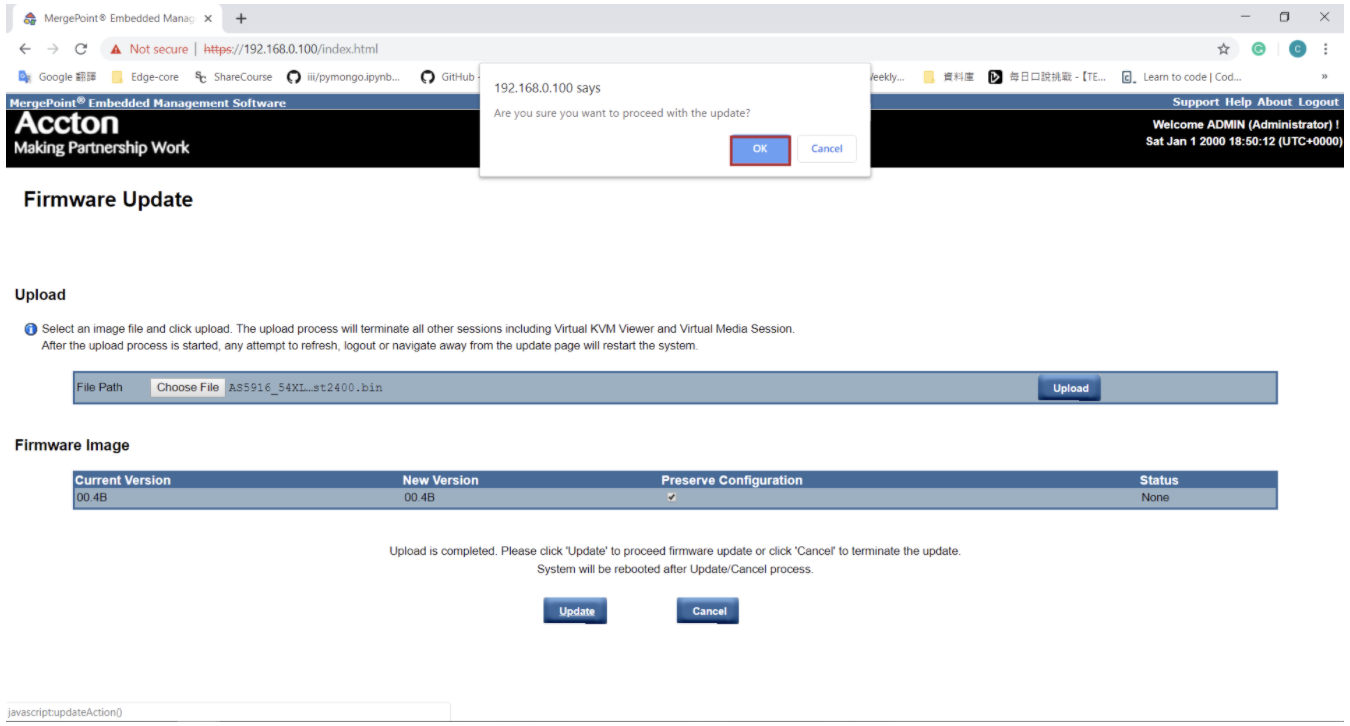 MergePoint® Embedded Manag
Not secure | https://192.168.0.100/index.html
C
Google 翻譯 Edge-core ShareCourse iii/pymongo.ipynb... GitHub Weekly... 資料庫 每日口說挑戰 -【TE... Learn to code | Cod... »
192.168.0.100 says
Are you sure you want to proceed with the update?
OK Cancel
MergePoint® Embedded Management Software Support Help About Logout
Accton
Making Partnership Work
Welcome ADMIN (Administrator) !
Sat Jan 1 2000 18:50:12 (UTC+0000)
Firmware Update
Upload
Select an image file and click upload. The upload process will terminate all other sessions including Virtual KVM Viewer and Virtual Media Session.
After the upload process is started, any attempt to refresh, logout or navigate away from the update page will restart the system.
File Path Choose File AS5916_54XL...st2400.bin Upload
Firmware Image
Current Version New Version Preserve Configuration Status
00.4B 00.4B None
Upload is completed. Please click 'Update' to proceed firmware update or click 'Cancel' to terminate the update.
System will be rebooted after Update/Cancel process.
Update Cancel
javascript:updateAction()